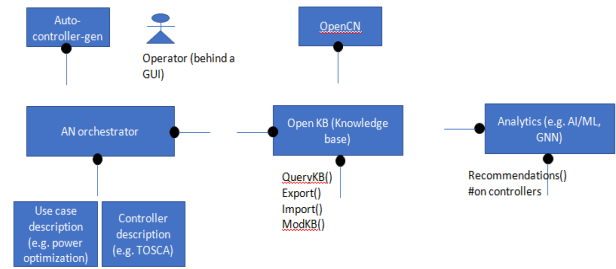 Auto-
controller-gen
Operator (behind a
GUI)
OpenCN
AN orchestrator
Open KB (Knowledge
base)
Analytics (e.g. AI/ML,
GNN)
QueryKB()
Export()
Import()
ModKB()
Recommendations()
#on controllers
Use case
description
(e.g. power
optimization)
Controller
description
(e.g. TOSCA)